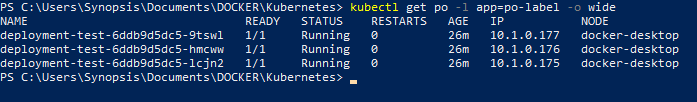 PS C:\Users\Synopsis\Documents\DOCKER\Kubernetes> kubectl get po -l app=po-label -o wide
NAME READY STATUS RESTARTS AGE IP NODE
deployment-test-6ddb9d5dc5-9tswl 1/1 Running 0 26m 10.1.0.177 docker-desktop
deployment-test-6ddb9d5dc5-hmcww 1/1 Running 0 26m 10.1.0.176 docker-desktop
deployment-test-6ddb9d5dc5-lcjn2 1/1 Running 0 26m 10.1.0.175 docker-desktop
PS C:\Users\Synopsis\Documents\DOCKER\Kubernetes>